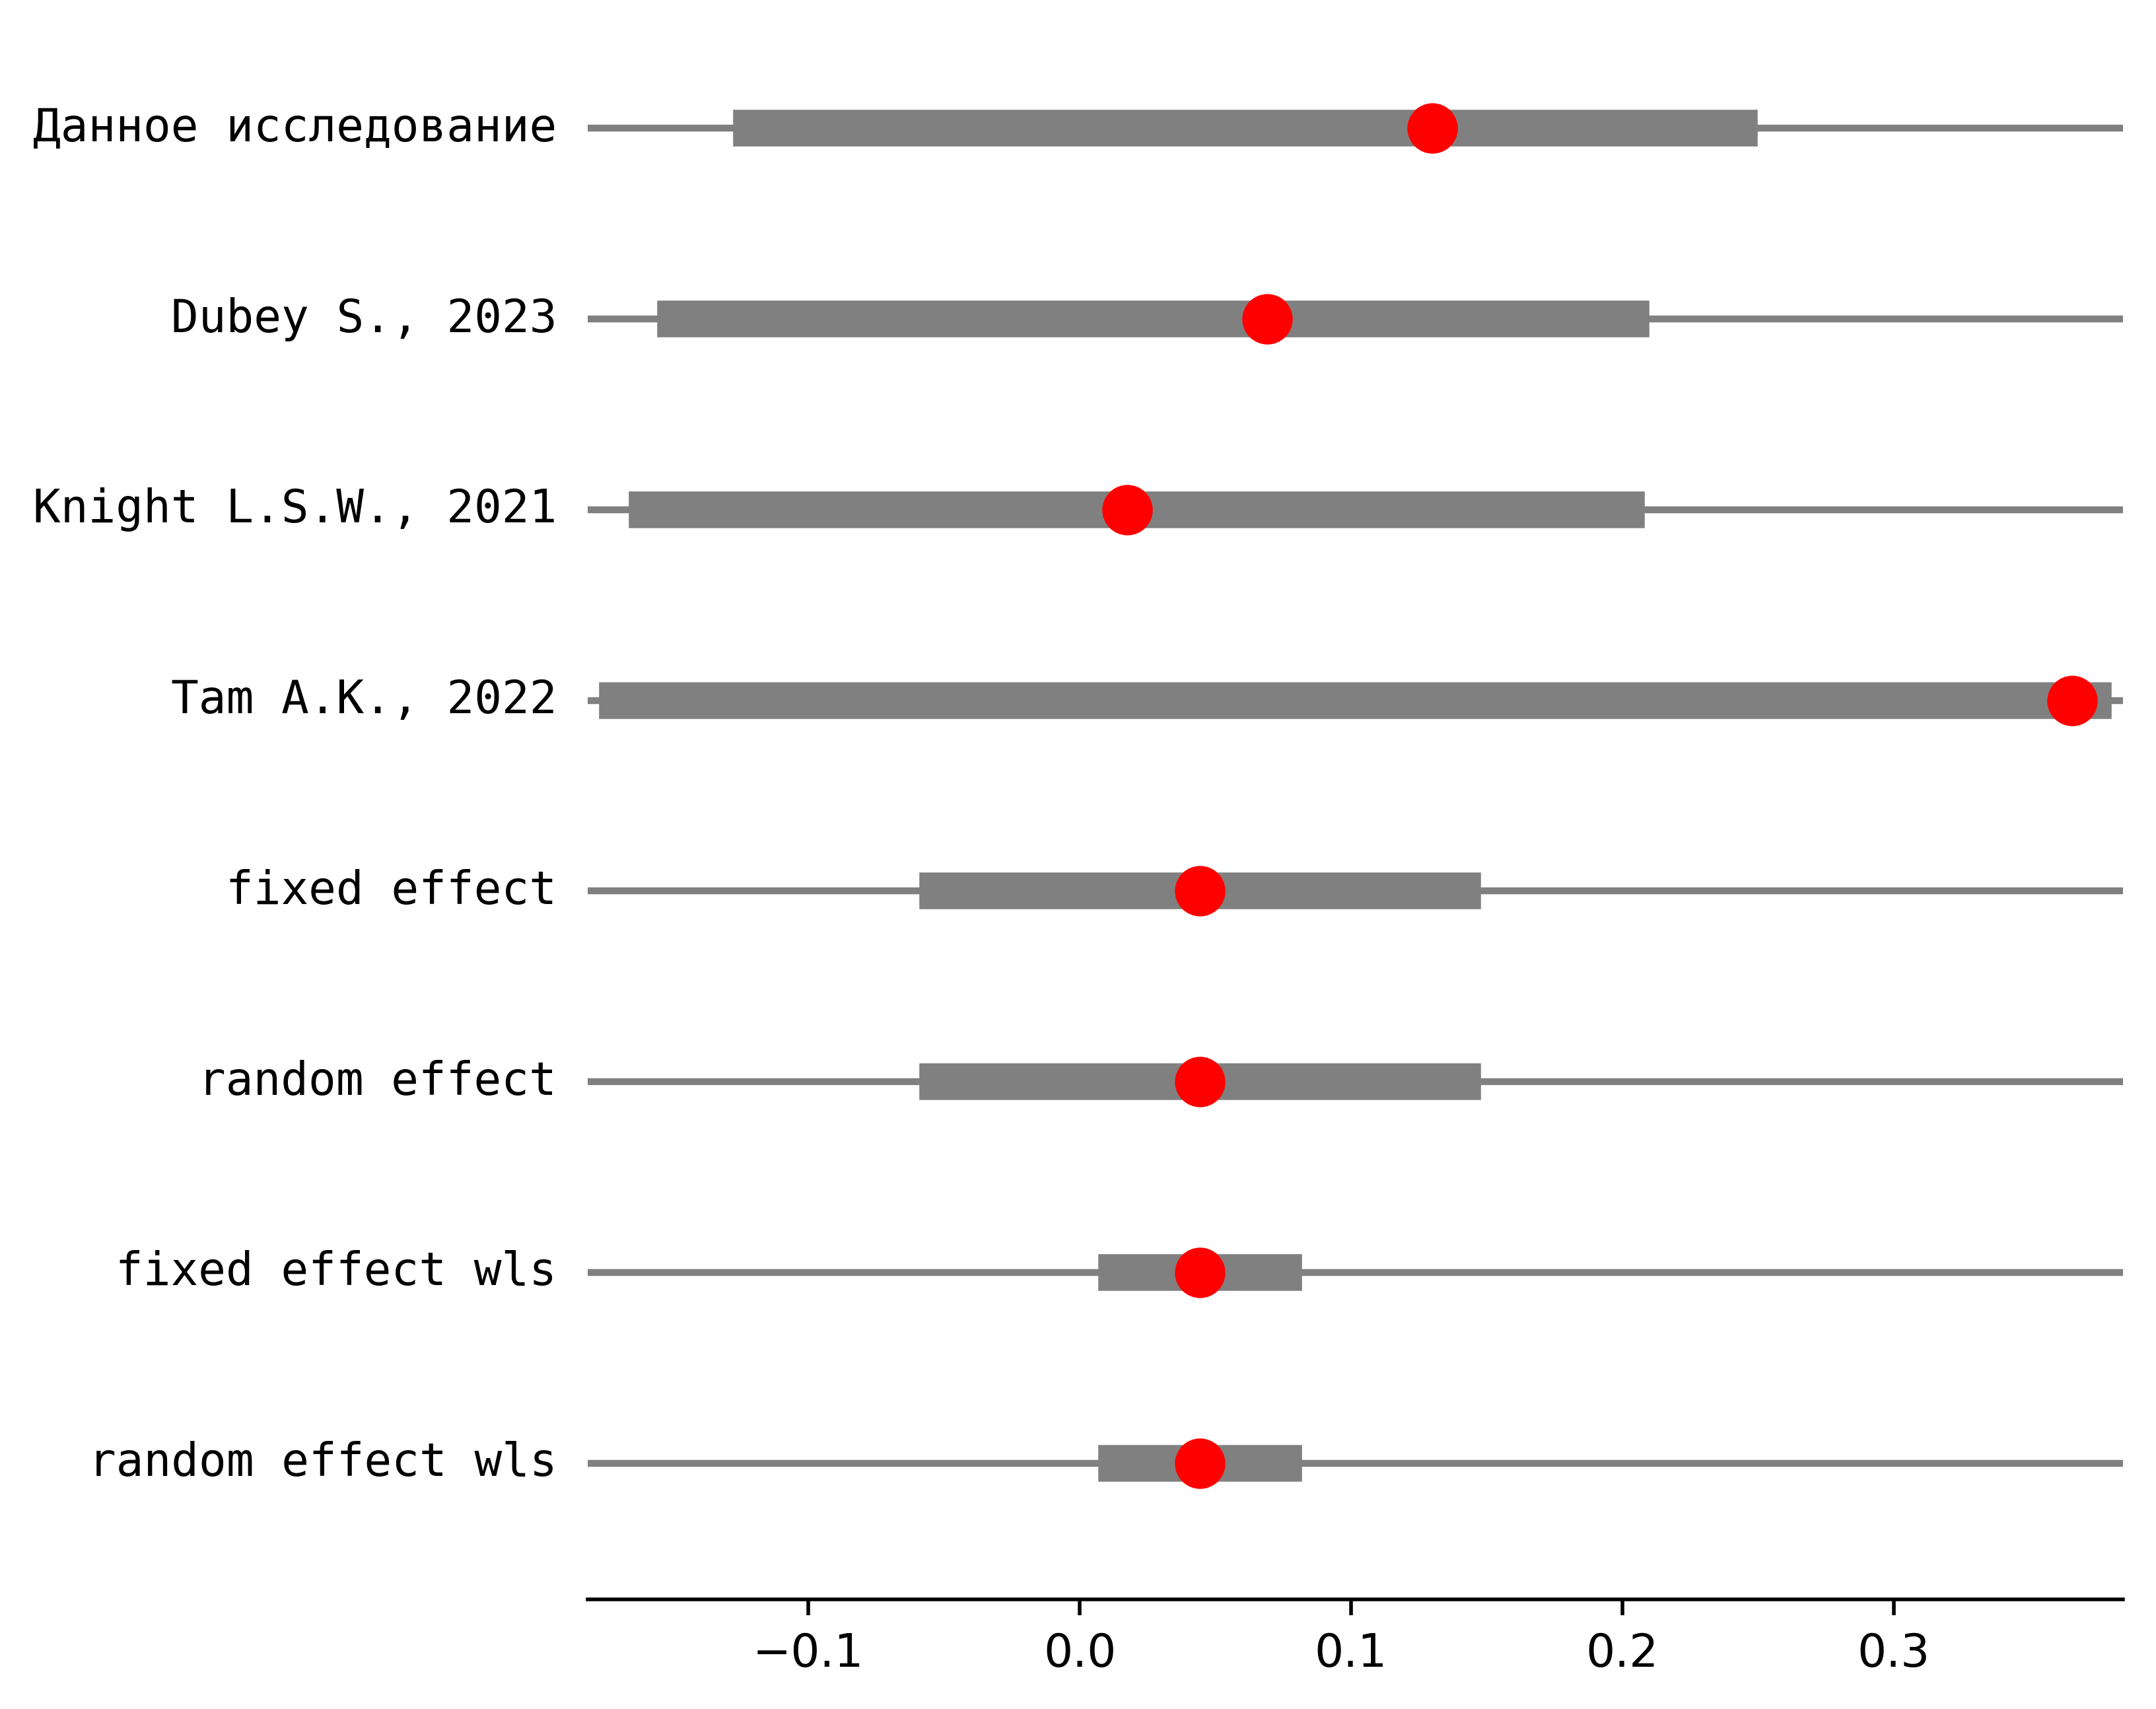 Данное исследование
Dubey S., 2023
Knight L.S.W., 2021
Tam A.K., 2022
fixed effect
random effect
fixed effect wls
random effect wls
−0.1 0.0 0.1 0.2 0.3